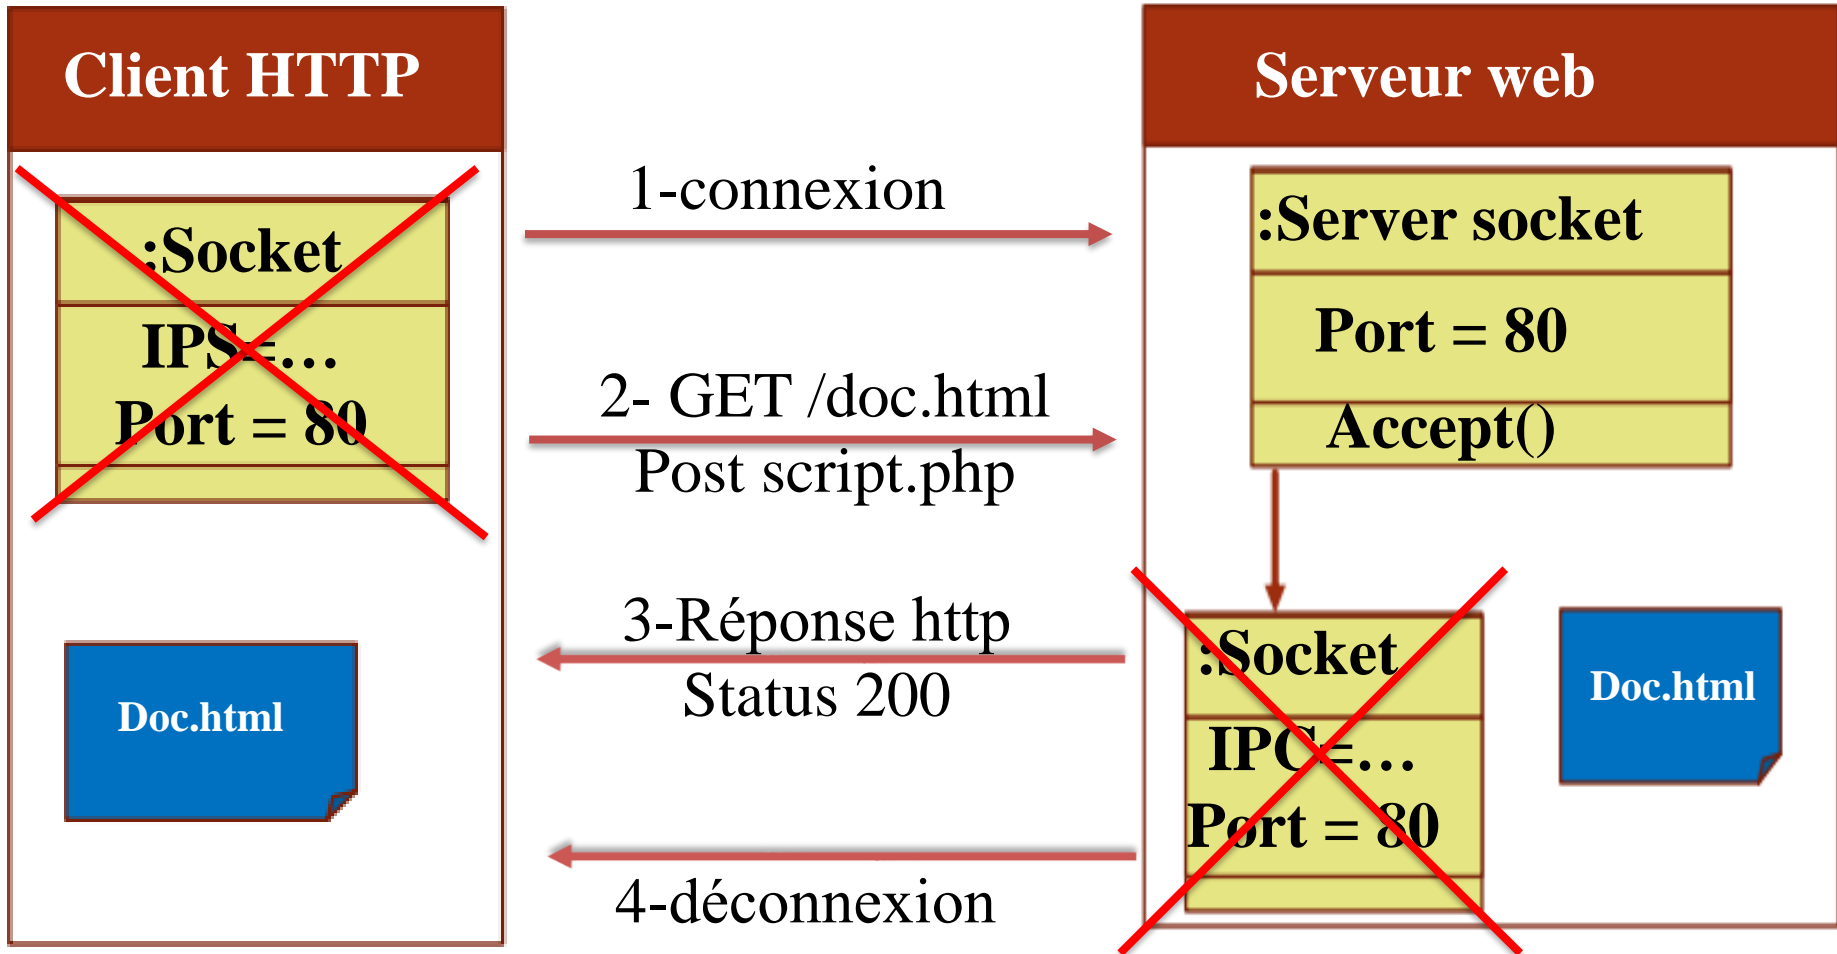 Client HTTP
:Socket
IPS=…
Port = 80
Doc.html
1-connexion
2- GET /doc.html
Post script.php
3-Réponse http
Status 200
4-déconnexion
Serveur web
:Server socket
Port = 80
Accept()
:Socket
IPC=…
Port = 80
Doc.html